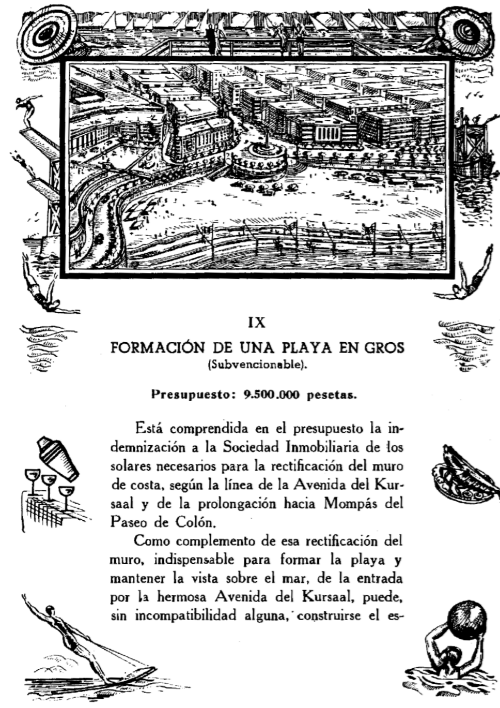 IX
FORMACIÓN DE UNA PLAYA EN GROS
(Subvencionable).
Presupuesto: 9.500.000 pesetas.
Está comprendida en el presupuesto la in-
demnización a la Sociedad Inmobiliaria de los
solares necesarios para la rectificación del muro
de costa, según la línea de la Avenida del Kur-
saal y de la prolongación hacia Mompás del
Paseo de Colón.
Como complemento de esa rectificación del
muro, indispensable para formar la playa y
mantener la vista sobre el mar, de la entrada
por la hermosa Avenida del Kursaal, puede,
sin incompatibilidad alguna, construirse el es-